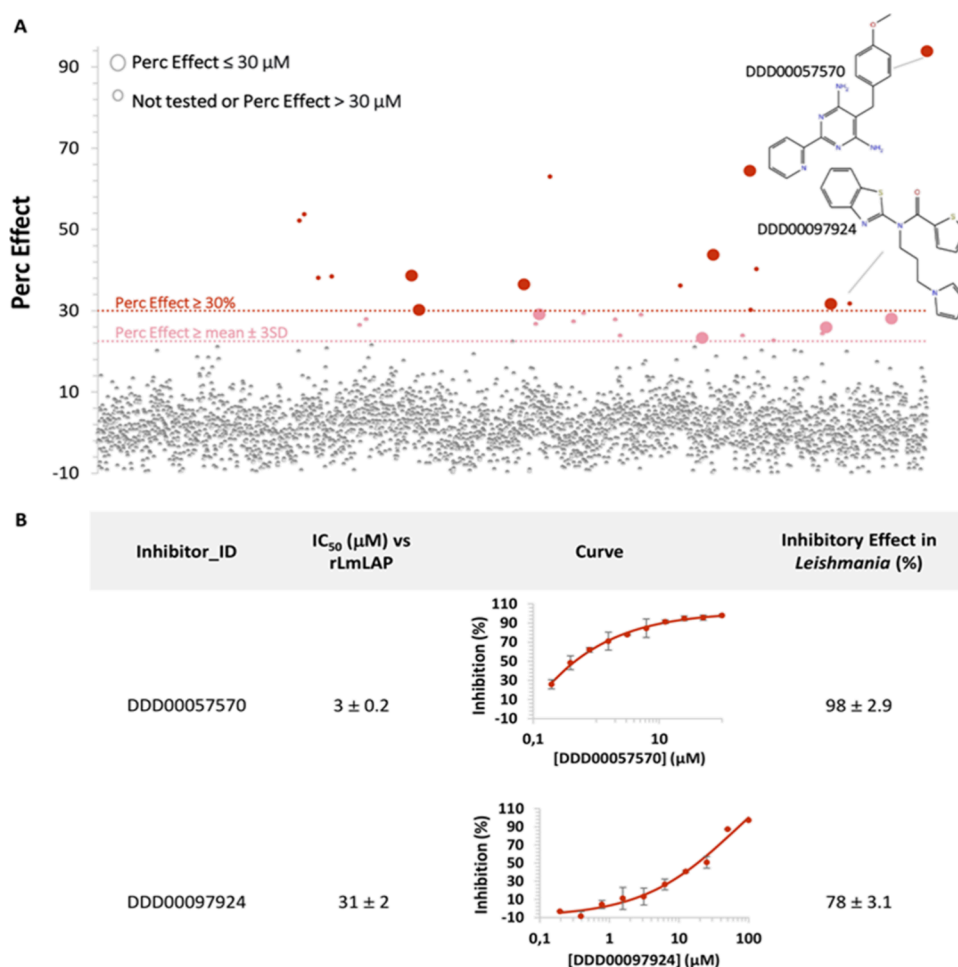 A
Perc Effect ≤ 30 µM
Not tested or Perc Effect > 30 µM
Perc Effect
90
70
50
30
10
-10
Perc Effect ≥ 30%
Perc Effect ≥ mean ± 3SD
DDD00057570
O
NH₂
N
N
NH₂
N
DDD00097924
S
N
N
O
S
N
B
Inhibitor_ID
IC₅₀ (µM) vs
rLmLAP
Curve
Inhibitory Effect in
Leishmania (%)
DDD00057570
3 ± 0.2
Inhibition (%)
110
90
70
50
30
10
-10
0,1
10
[DDD00057570] (µM)
98 ± 2.9
DDD00097924
31 ± 2
Inhibition (%)
110
90
70
50
30
10
-10
0,1
1
10
100
[DDD00097924] (µM)
78 ± 3.1